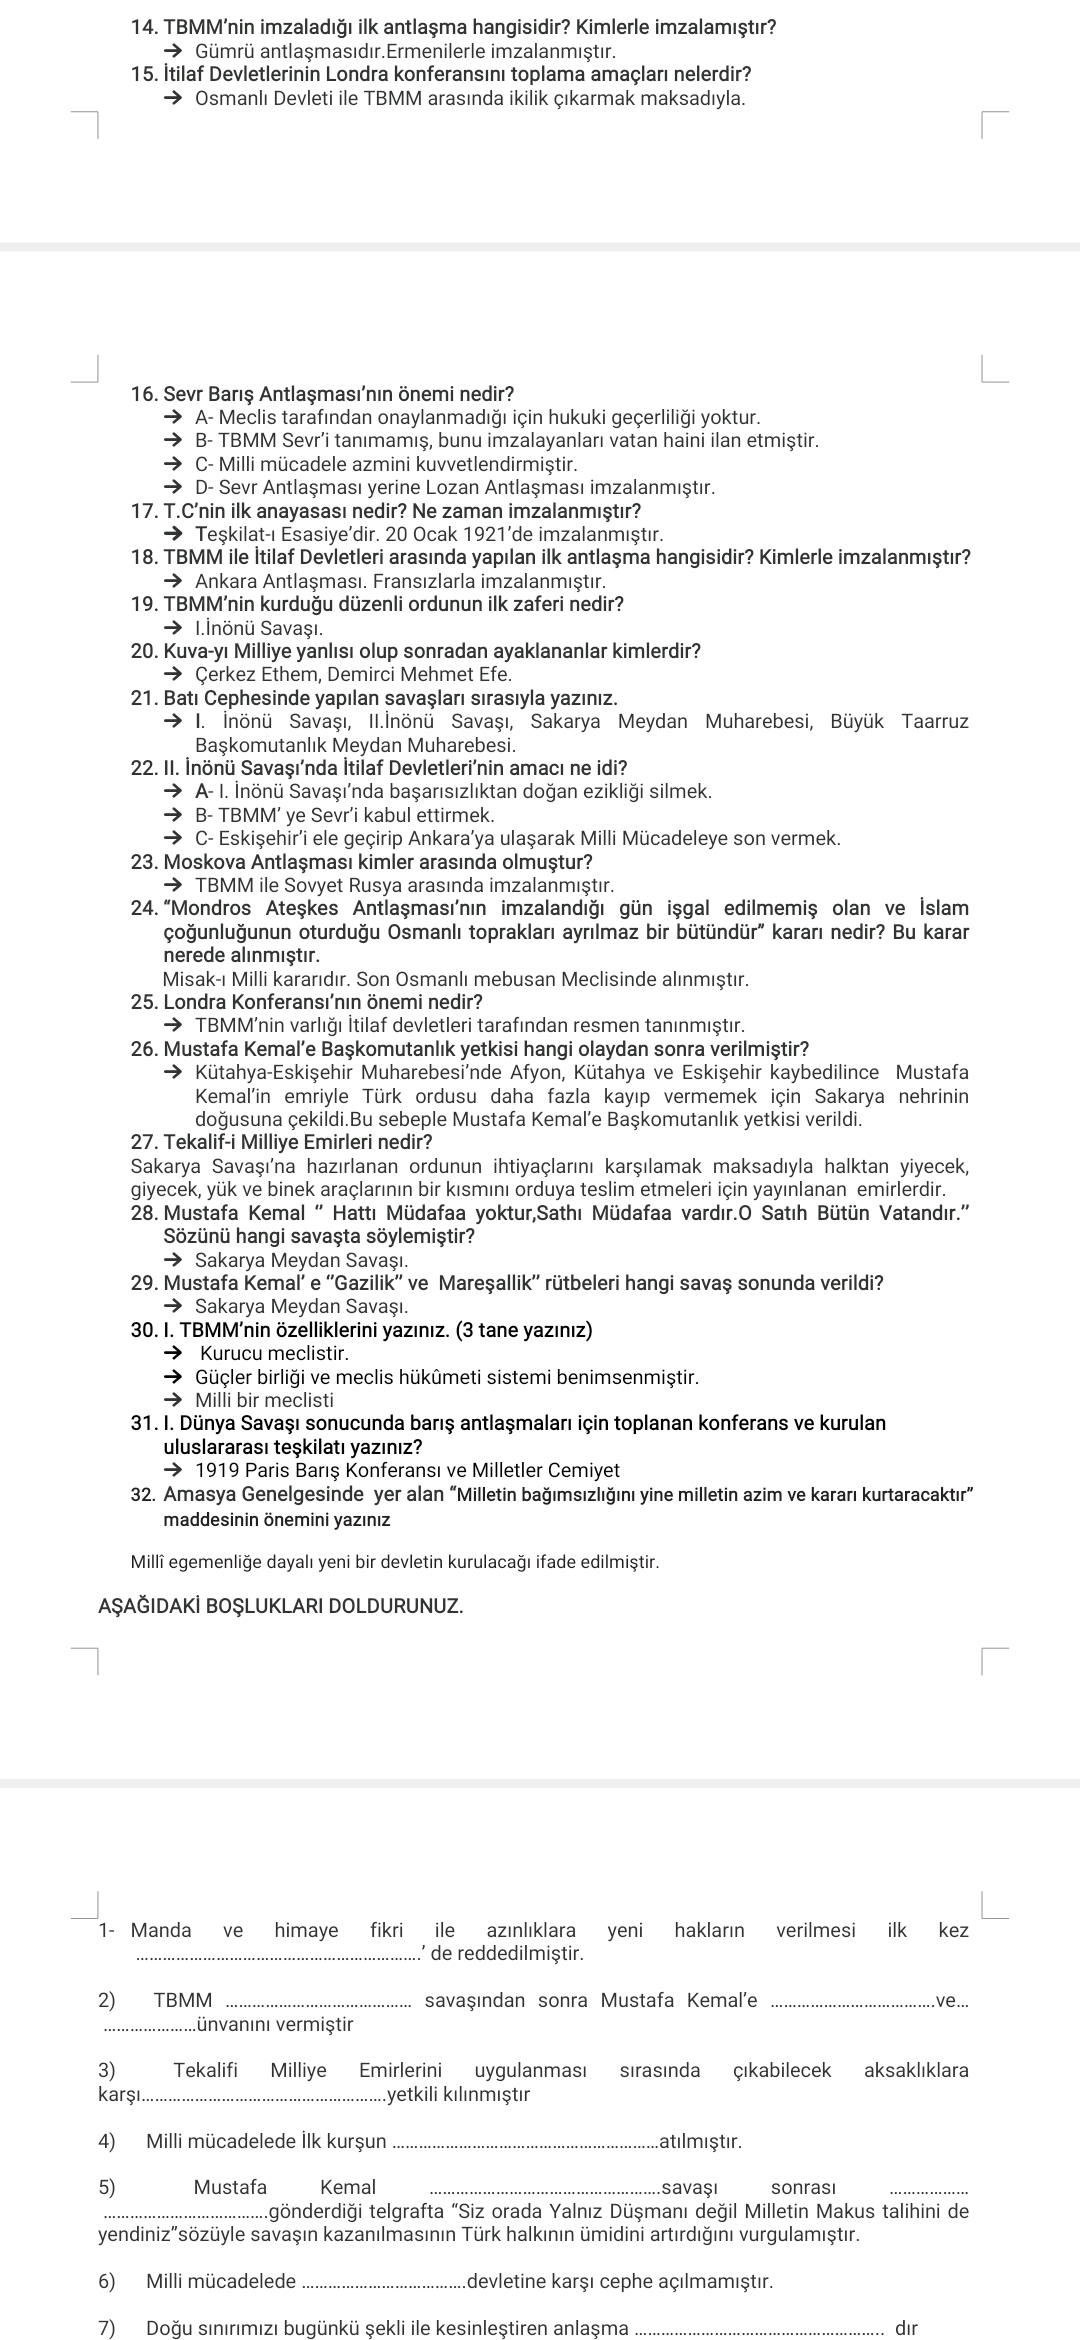 14. TBMM’nin imzaladığı ilk antlaşma hangisidir? Kimlerle imzalamıştır?
→ Gümrü antlaşmasıdır.Ermenilerle imzalanmıştır.
15. İtilaf Devletlerinin Londra konferansını toplama amaçları nelerdir?
→ Osmanlı Devleti ile TBMM arasında ikilik çıkarmak maksadıyla.
16. Sevr Barış Antlaşması’nın önemi nedir?
→ A- Meclis tarafından onaylanmadığı için hukuki geçerliliği yoktur.
→ B- TBMM Sevr’i tanımamış, bunu imzalayanları vatan haini ilan etmiştir.
→ C- Milli mücadele azmini kuvvetlendirmiştir.
→ D- Sevr Antlaşması yerine Lozan Antlaşması imzalanmıştır.
17. T.C’nin ilk anayasası nedir? Ne zaman imzalanmıştır?
→ Teşkilat-ı Esasiye’dir. 20 Ocak 1921’de imzalanmıştır.
18. TBMM ile İtilaf Devletleri arasında yapılan ilk antlaşma hangisidir? Kimlerle imzalanmıştır?
→ Ankara Antlaşması. Fransızlarla imzalanmıştır.
19. TBMM’nin kurduğu düzenli ordunun ilk zaferi nedir?
→ I.İnönü Savaşı.
20. Kuva-yı Milliye yanlısı olup sonradan ayaklananlar kimlerdir?
→ Çerkez Ethem, Demirci Mehmet Efe.
21. Batı Cephesinde yapılan savaşları sırasıyla yazınız.
→ I. İnönü Savaşı, II.İnönü Savaşı, Sakarya Meydan Muharebesi, Büyük Taarruz
Başkomutanlık Meydan Muharebesi.
22. II. İnönü Savaşı’nda İtilaf Devletleri’nin amacı ne idi?
→ A- I. İnönü Savaşı’nda başarısızlıktan doğan ezikliği silmek.
→ B- TBMM’ ye Sevr’i kabul ettirmek.
→ C- Eskişehir’i ele geçirip Ankara’ya ulaşarak Milli Mücadeleye son vermek.
23. Moskova Antlaşması kimler arasında olmuştur?
→ TBMM ile Sovyet Rusya arasında imzalanmıştır.
24. “Mondros Ateşkes Antlaşması’nın imzalandığı gün işgal edilmemiş olan ve İslam
çoğunluğunun oturduğu Osmanlı toprakları ayrılmaz bir bütündür” kararı nedir? Bu karar
nerede alınmıştır.
Misak-ı Milli kararıdır. Son Osmanlı mebusan Meclisinde alınmıştır.
25. Londra Konferansı’nın önemi nedir?
→ TBMM’nin varlığı İtilaf devletleri tarafından resmen tanınmıştır.
26. Mustafa Kemal’e Başkomutanlık yetkisi hangi olaydan sonra verilmiştir?
→ Kütahya-Eskişehir Muharebesi’nde Afyon, Kütahya ve Eskişehir kaybedilince Mustafa
Kemal’in emriyle Türk ordusu daha fazla kayıp vermemek için Sakarya nehrinin
doğusuna çekildi.Bu sebeple Mustafa Kemal’e Başkomutanlık yetkisi verildi.
27. Tekalif-i Milliye Emirleri nedir?
Sakarya Savaşı’na hazırlanan ordunun ihtiyaçlarını karşılamak maksadıyla halktan yiyecek,
giyecek, yük ve binek araçlarının bir kısmını orduya teslim etmeleri için yayınlanan emirlerdir.
28. Mustafa Kemal ‘’ Hattı Müdafaa yoktur,Sathı Müdafaa vardır.O Satıh Bütün Vatandır.’’
Sözünü hangi savaşta söylemiştir?
→ Sakarya Meydan Savaşı.
29. Mustafa Kemal’ e ‘’Gazilik’’ ve Mareşallik’’ rütbeleri hangi savaş sonunda verildi?
→ Sakarya Meydan Savaşı.
30. I. TBMM’nin özelliklerini yazınız. (3 tane yazınız)
→ Kurucu meclistir.
→ Güçler birliği ve meclis hükûmeti sistemi benimsenmiştir.
→ Milli bir meclisti
31. I. Dünya Savaşı sonucunda barış antlaşmaları için toplanan konferans ve kurulan
uluslararası teşkilatı yazınız?
→ 1919 Paris Barış Konferansı ve Milletler Cemiyet
32. Amasya Genelgesinde yer alan “Milletin bağımsızlığını yine milletin azim ve kararı kurtaracaktır”
maddesinin önemini yazınız
Millî egemenliğe dayalı yeni bir devletin kurulacağı ifade edilmiştir.
AŞAĞIDAKİ BOŞLUKLARI DOLDURUNUZ.
1- Manda ve himaye fikri ile azınlıklara yeni hakların verilmesi ilk kez
……………………………………………………….’ de reddedilmiştir.
2) TBMM …………………………………… savaşından sonra Mustafa Kemal’e ……………………………….ve…
…………………ünvanını vermiştir
3) Tekalifi Milliye Emirlerini uygulanması sırasında çıkabilecek aksaklıklara
karşı……………………………………………….yetkili kılınmıştır
4) Milli mücadelede İlk kurşun ……………………………………………………atılmıştır.
5) Mustafa Kemal …………………………………………….savaşı sonrası ………………
……………………………….gönderdiği telgrafta “Siz orada Yalnız Düşmanı değil Milletin Makus talihini de
yendiniz”sözüyle savaşın kazanılmasının Türk halkının ümidini artırdığını vurgulamıştır.
6) Milli mücadelede ……………………………….devletine karşı cephe açılmamıştır.
7) Doğu sınırımızı bugünkü şekli ile kesinleştiren anlaşma ……………………………………………….. dır